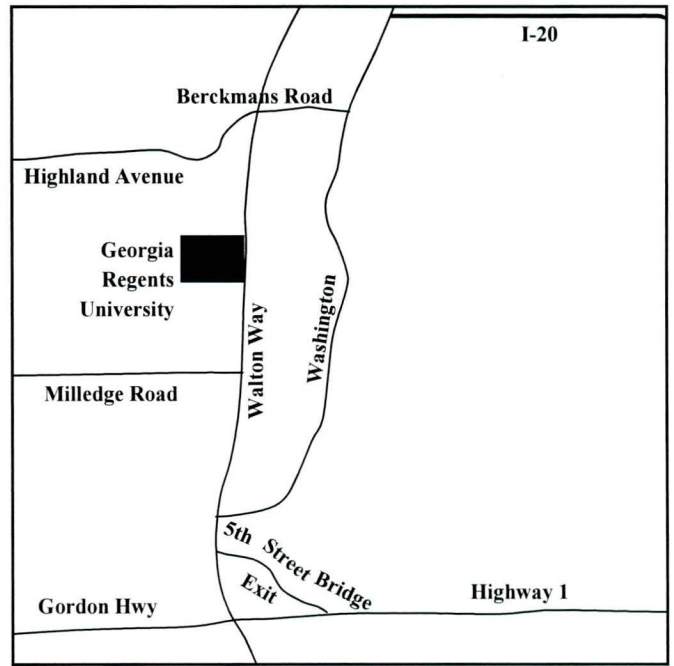 I-20
Berckmans Road
Highland Avenue
Georgia
Regents
University
Walton Way
Washington
Milledge Road
5th Street Bridge
Exit
Highway 1
Gordon Hwy